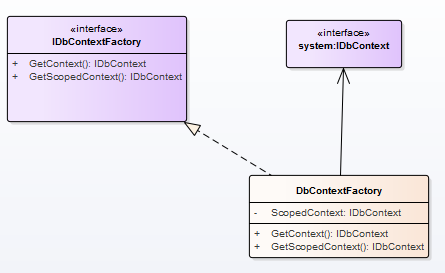 «interface»
IDbContextFactory
+ GetContext(): IDbContext
+ GetScopedContext(): IDbContext
«interface»
system:IDbContext
DbContextFactory
- ScopedContext: IDbContext
+ GetContext(): IDbContext
+ GetScopedContext(): IDbContext